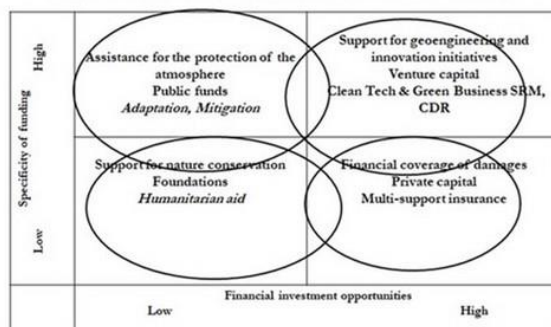 High
Specificity of funding
Low
Assistance for the protection of the
atmosphere
Public funds
Adaptation, Mitigation
Support for geoengineering and
innovation initiatives
Venture capital
Clean Tech & Green Business SRM,
CDR
Support for nature conservation
Foundations
Humanitarian aid
Financial coverage of damages
Private capital
Multi-support insurance
Financial investment opportunities
Low High